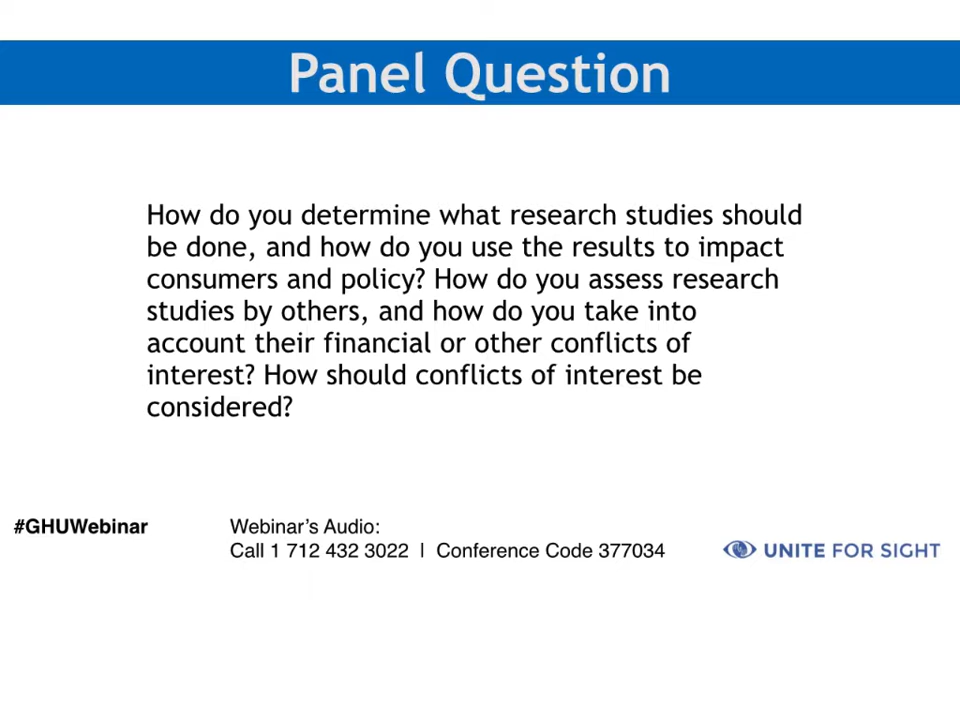 Panel Question
How do you determine what research studies should
be done, and how do you use the results to impact
consumers and policy? How do you assess research
studies by others, and how do you take into
account their financial or other conflicts of
interest? How should conflicts of interest be
considered?
#GHUWebinar
Webinar's Audio:
Call 1 712 432 3022 | Conference Code 377034
UNITE FOR SIGHT